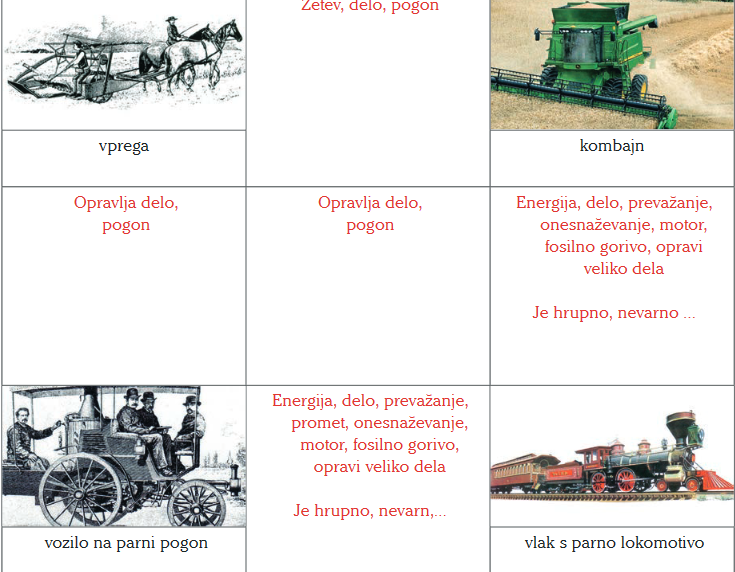 Žetev, delo, pogon
vprega
kombajn
Opravlja delo,
pogon
Opravlja delo,
pogon
Energija, delo, prevažanje,
onesnaževanje, motor,
fosilno gorivo, opravi
veliko dela
Je hrupno, nevarno ...
Energija, delo, prevažanje,
promet, onesnaževanje,
motor, fosilno gorivo,
opravi veliko dela
Je hrupno, nevarn,...
vozilo na parni pogon
vlak s parno lokomotivo